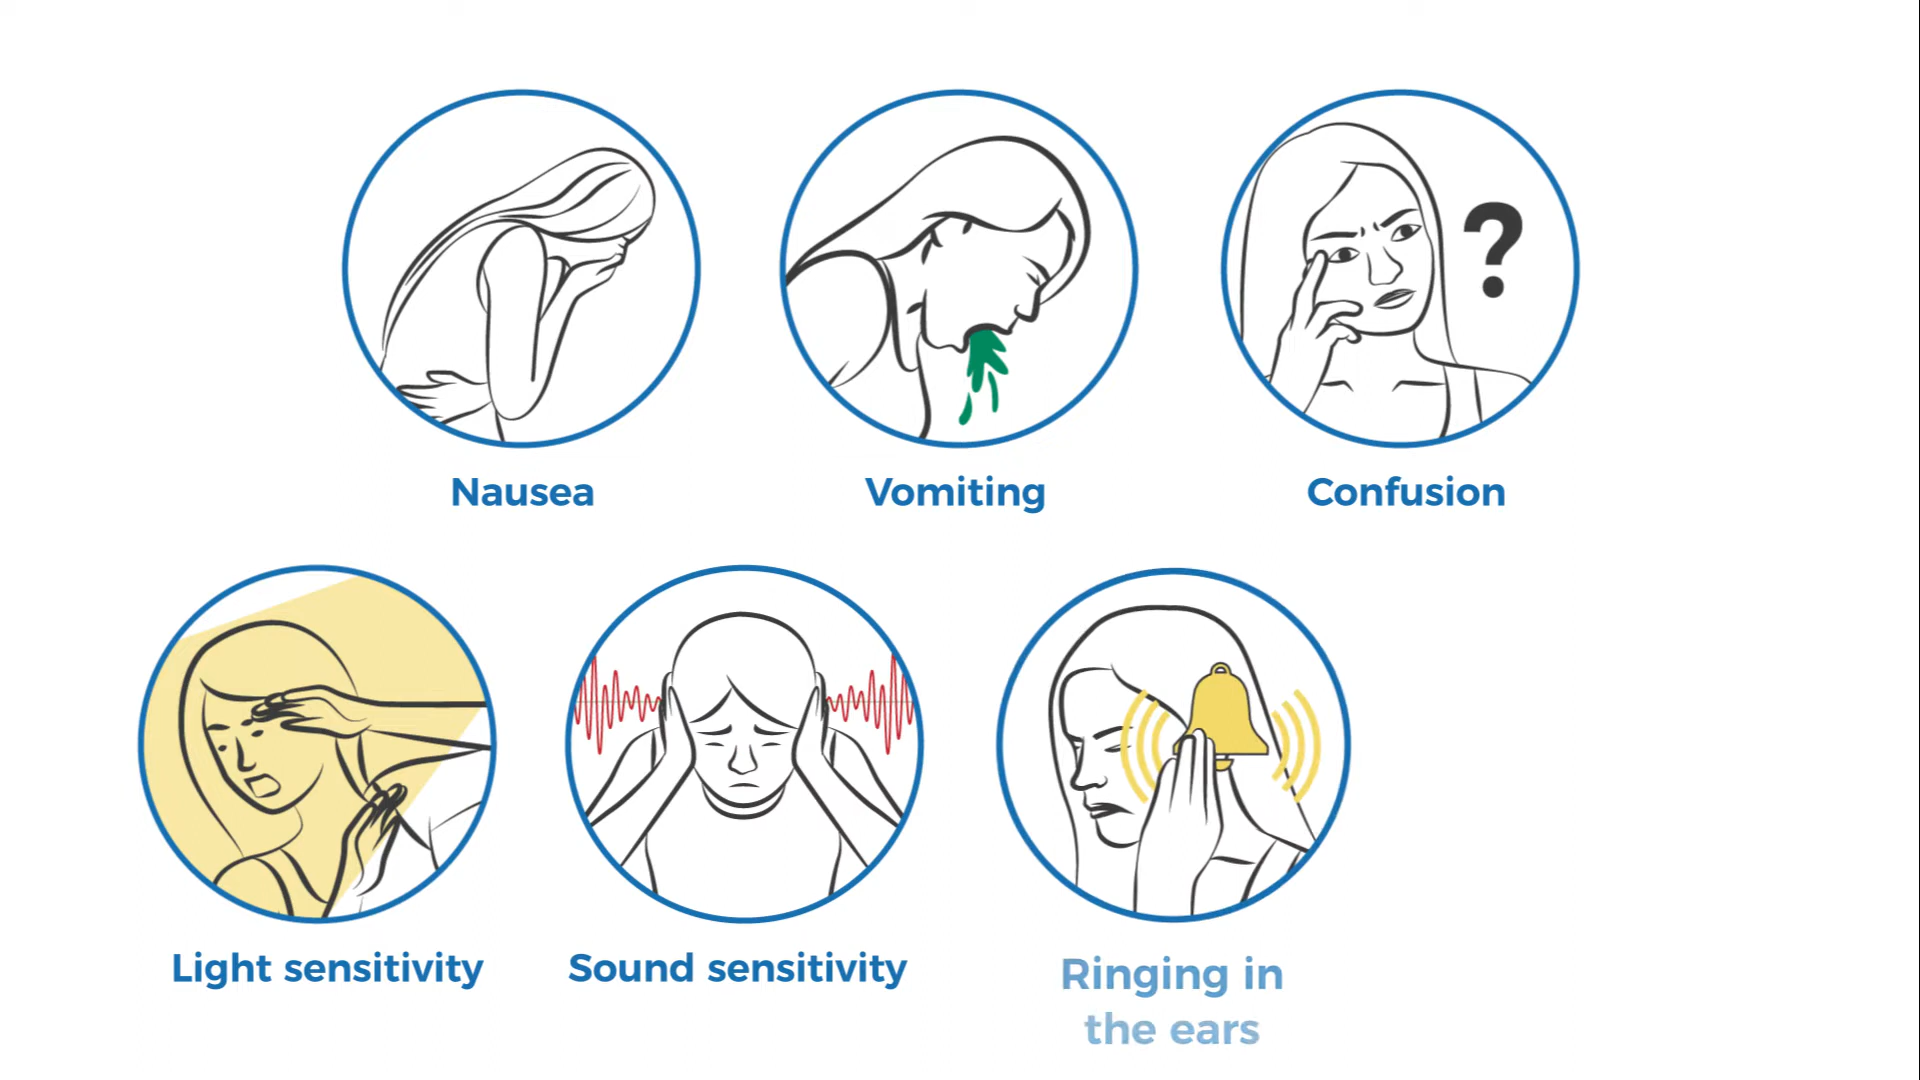 ?
Nausea
Vomiting
Confusion
Light sensitivity
Sound sensitivity
Ringing in
the ears